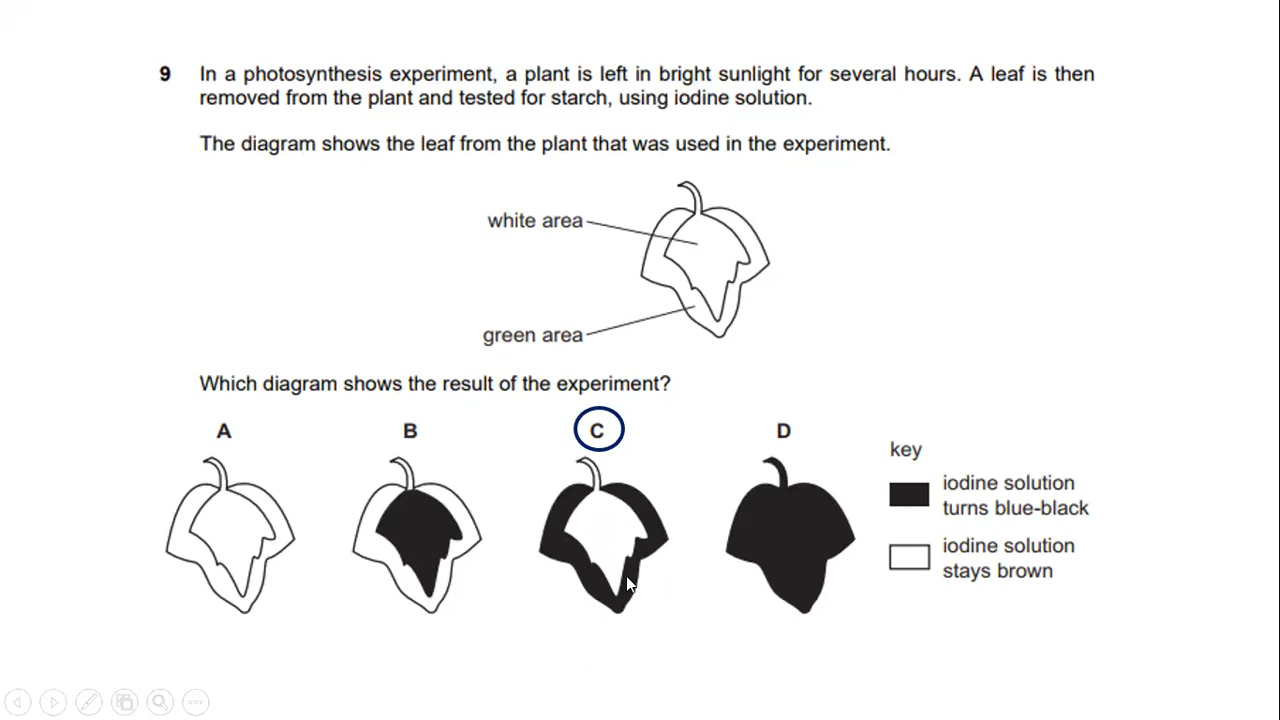 9 In a photosynthesis experiment, a plant is left in bright sunlight for several hours. A leaf is then
removed from the plant and tested for starch, using iodine solution.
The diagram shows the leaf from the plant that was used in the experiment.
white area
green area
Which diagram shows the result of the experiment?
A B C D
key
iodine solution
turns blue-black
iodine solution
stays brown